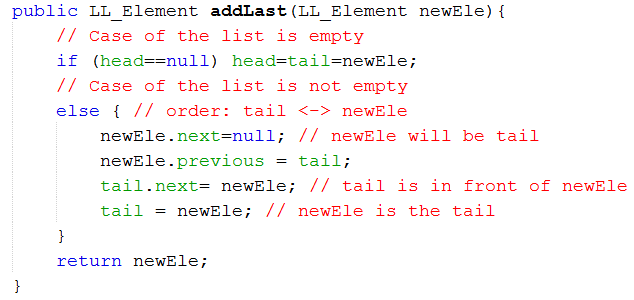 public LL_Element addLast(LL_Element newEle){
// Case of the list is empty
if (head==null) head=tail=newEle;
// Case of the list is not empty
else { // order: tail <-> newEle
newEle.next=null; // newEle will be tail
newEle.previous = tail;
tail.next= newEle; // tail is in front of newEle
tail = newEle; // newEle is the tail
}
return newEle;
}